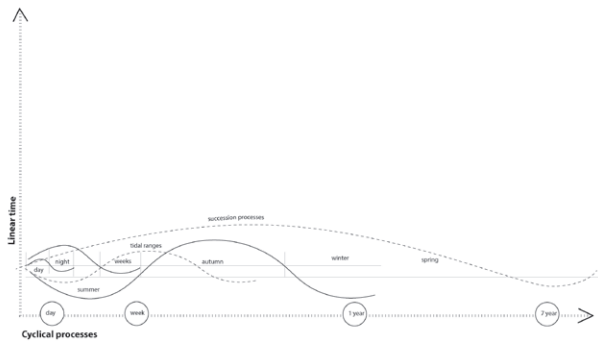 Linear time
succession processes
tidal ranges
night
weeks
autumn
winter
spring
day
summer
day
week
1 year
2 year
Cyclical processes